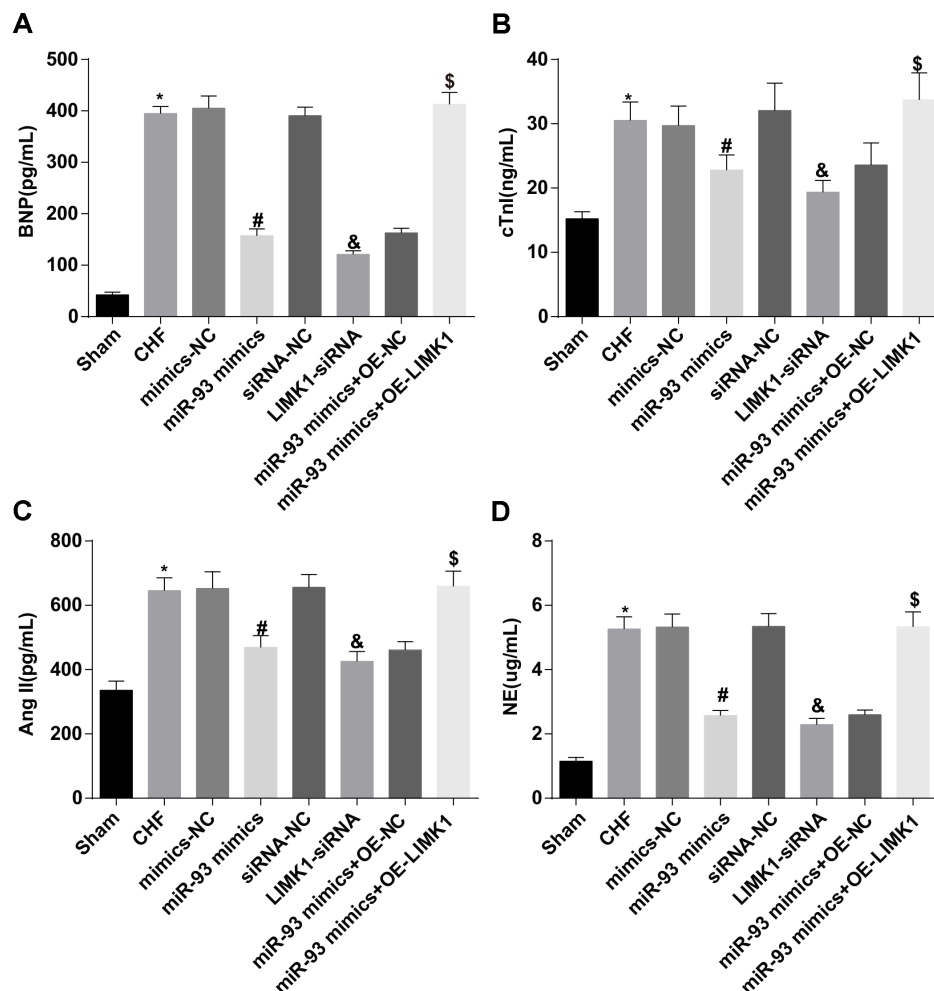 A
BNP(pg/mL)
500
400
300
200
100
0
*
#
&
$
Sham
CHF
mimics-NC
miR-93 mimics
siRNA-NC
LIMK1-siRNA
miR-93 mimics+OE-NC
miR-93 mimics+OE-LIMK1
B
cTnI(ng/mL)
40
30
20
10
0
*
#
&
$
Sham
CHF
mimics-NC
miR-93 mimics
siRNA-NC
LIMK1-siRNA
miR-93 mimics+OE-NC
miR-93 mimics+OE-LIMK1
C
Ang II(pg/mL)
800
600
400
200
0
*
#
&
$
Sham
CHF
mimics-NC
miR-93 mimics
siRNA-NC
LIMK1-siRNA
miR-93 mimics+OE-NC
miR-93 mimics+OE-LIMK1
D
NE(ug/mL)
8
6
4
2
0
*
#
&
$
Sham
CHF
mimics-NC
miR-93 mimics
siRNA-NC
LIMK1-siRNA
miR-93 mimics+OE-NC
miR-93 mimics+OE-LIMK1